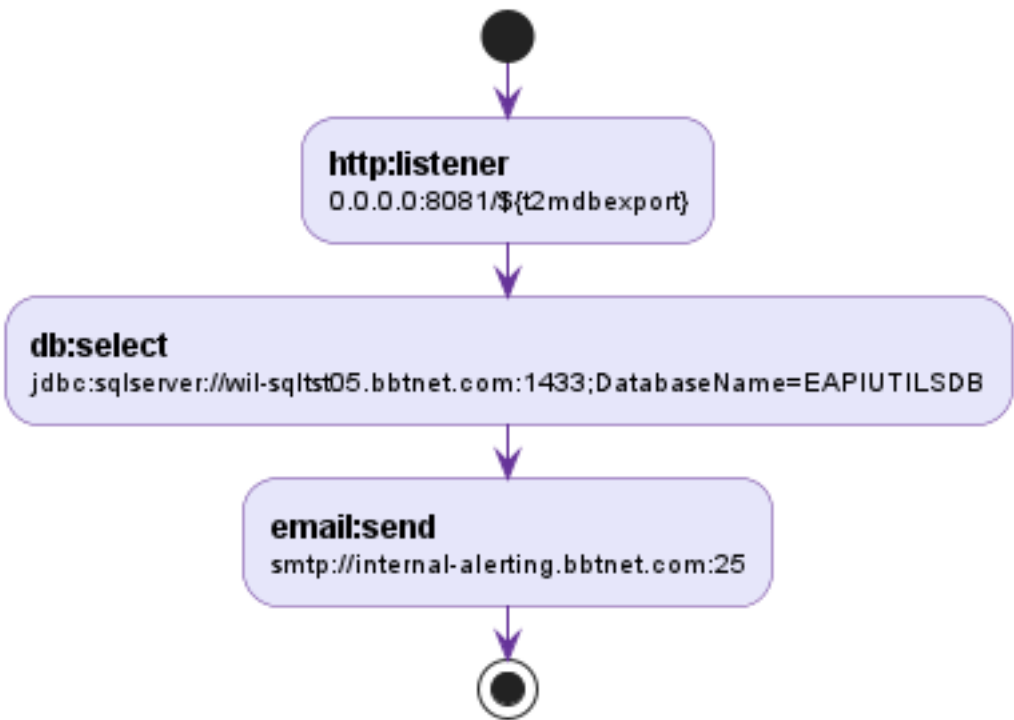 http:listener
0.0.0.0:8081/${t2mdbexport}
db:select
jdbc:sqlserver://wil-sqltst05.bbtnet.com:1433;DatabaseName=EAPIUTILSDB
email:send
smtp://internal-alerting.bbtnet.com:25